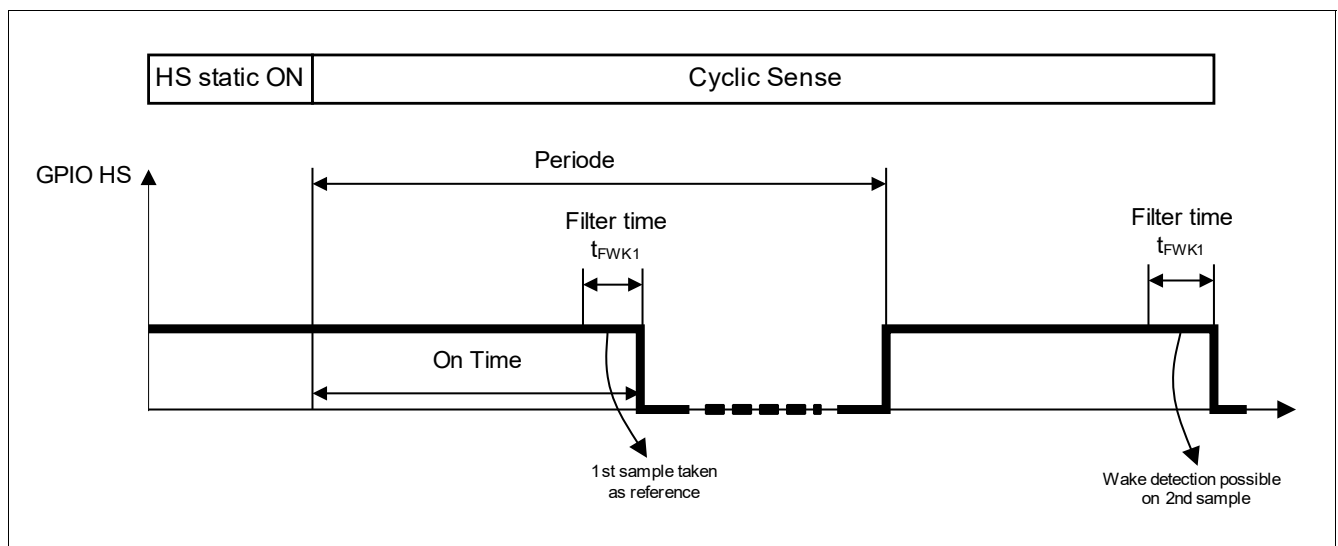 HS static ON
Cyclic Sense
GPIO HS
Periode
Filter time
tFWK1
Filter time
tFWK1
On Time
1st sample taken
as reference
Wake detection possible
on 2nd sample